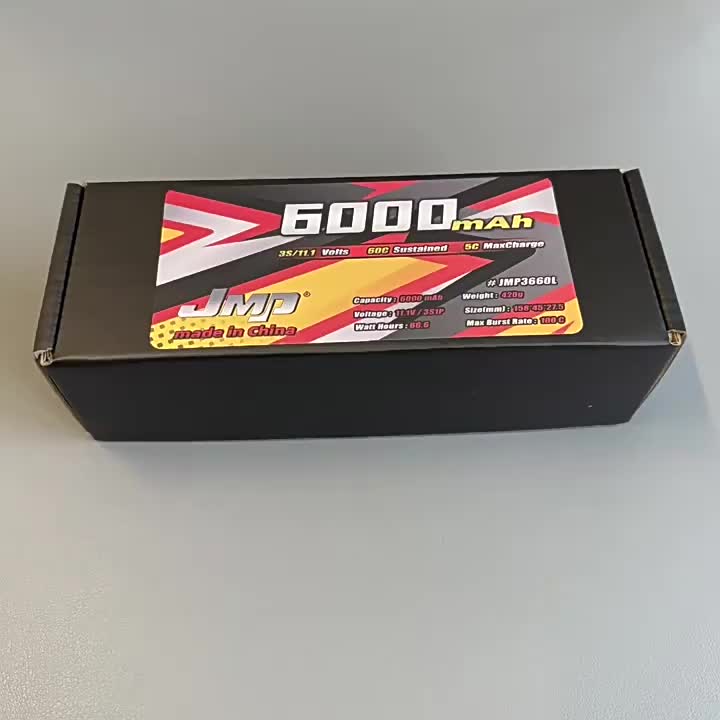 6000mAh
3S/11.1 Volts 60C Sustained 5C MaxCharge
# JMP3660L
JMP®
made in China
Capacity : 6000 mAh
Voltage : 11.1V / 3S1P
Watt Hours : 66.6
Weight : 420g
Size(mm) : 158*45*27.5
Max Burst Rate : 100 C